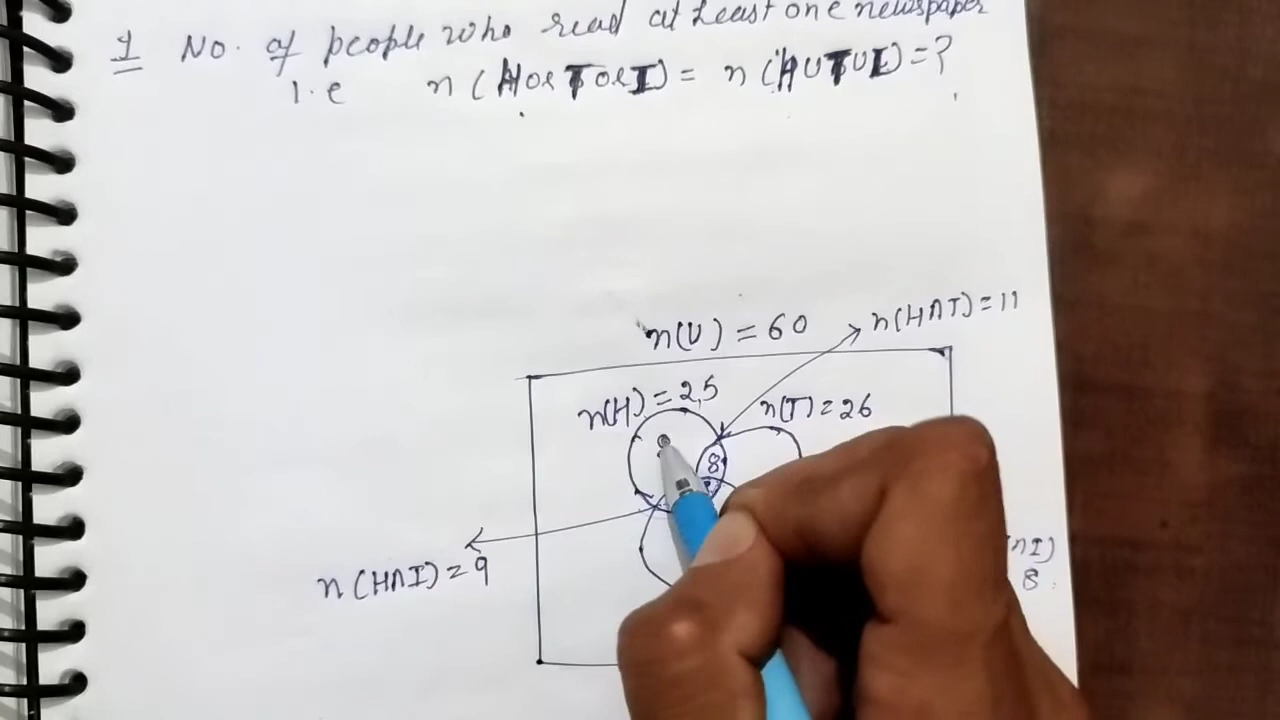 1 No. of people who read at least one newspaper
i.e n (H or T or I) = n (HUTUI) = ?
n(U) = 60
n(H∩T) = 11
n(H) = 25
n(T) = 26
8
n(H∩I) = 9
∩I)
8